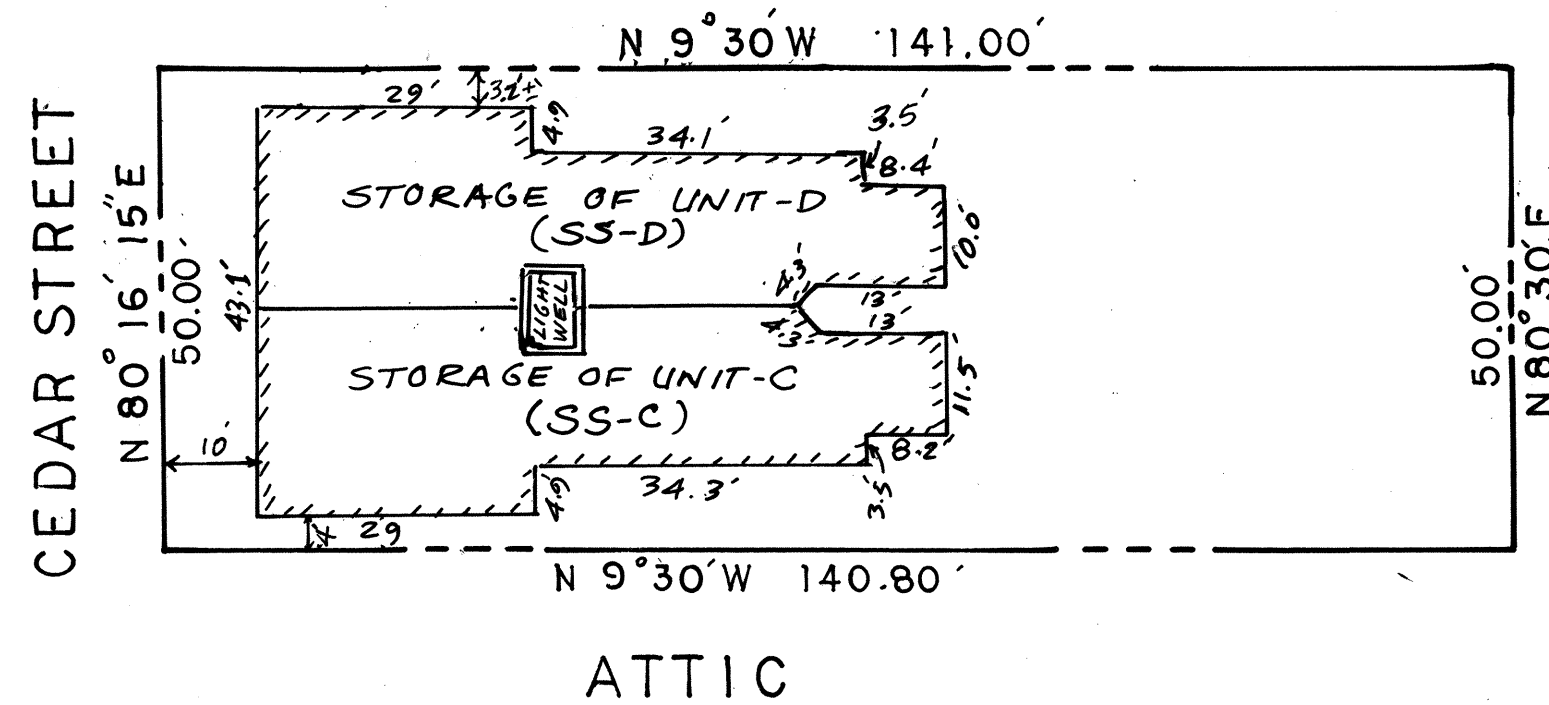 N 9°30'W 141.00'
CEDAR STREET
N 80° 16' 15" E
50.00'
29'
3.2'±
4.9
34.1'
3.5'
8.4'
STORAGE OF UNIT-D
(SS-D)
10.0'
43.1'
LIGHT
WELL
4.3'
13'
4.3'
13'
STORAGE OF UNIT-C
(SS-C)
11.5'
10'
8.2'
4.9'
34.3'
3.5'
4'
29
50.00'
N 80°30'E
N 9°30'W 140.80'
ATTIC